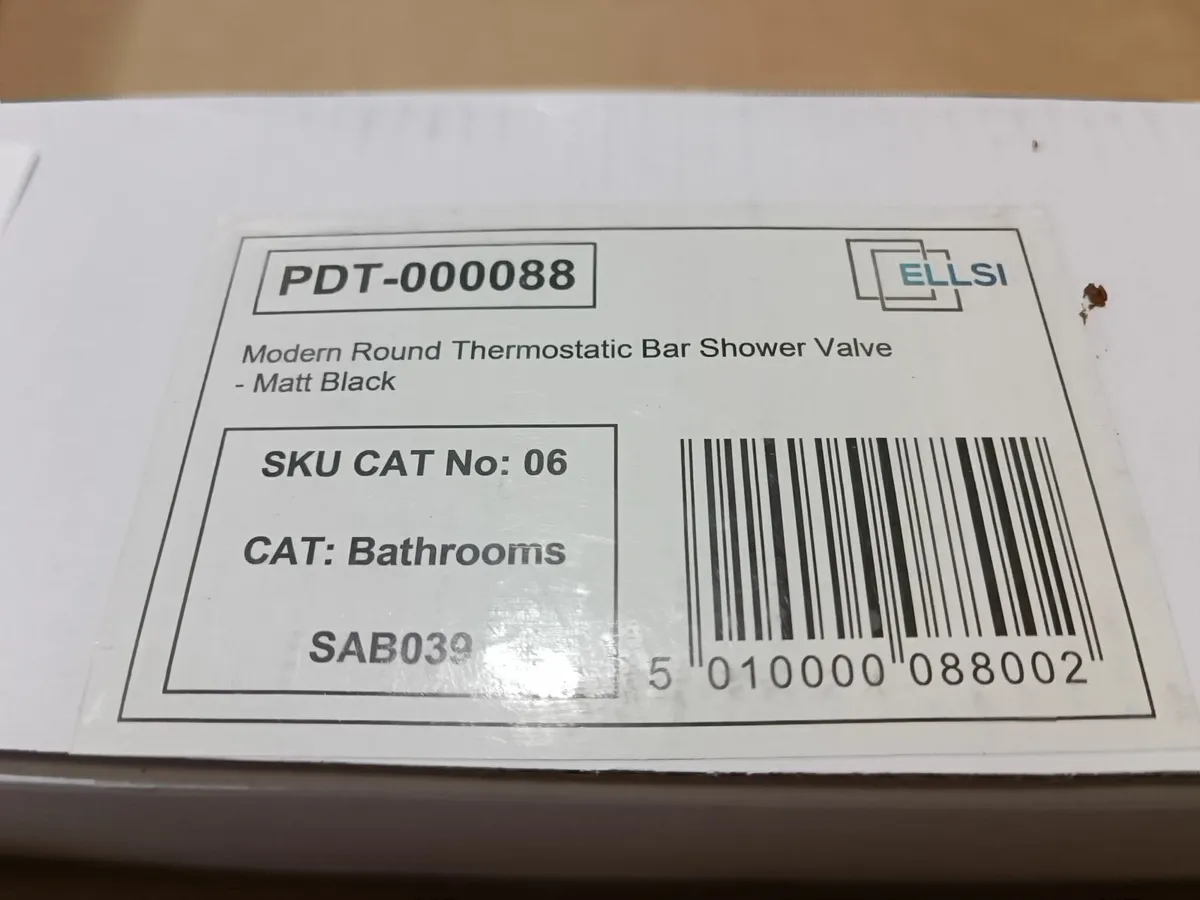 PDT-000088
ELLSI
Modern Round Thermostatic Bar Shower Valve
- Matt Black
SKU CAT No: 06
CAT: Bathrooms
SAB039
5 010000 088002